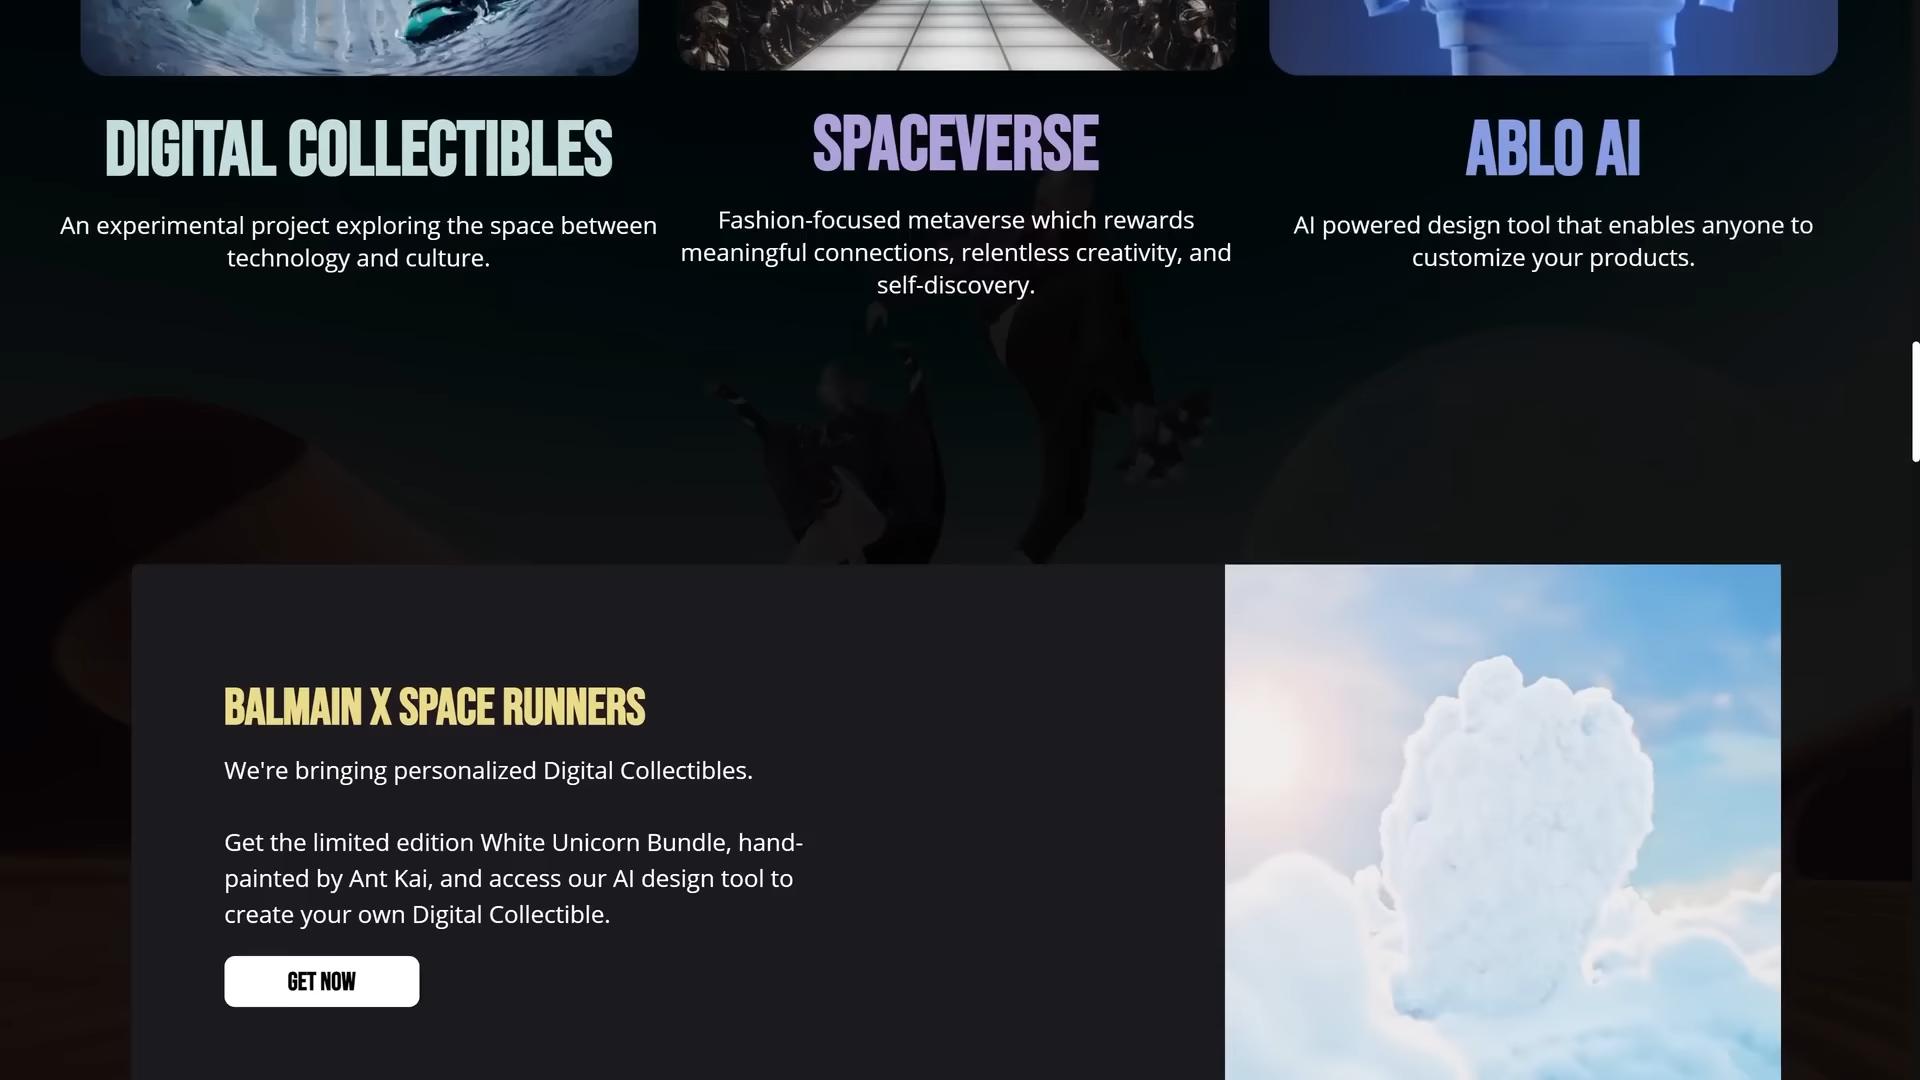 DIGITAL COLLECTIBLES
An experimental project exploring the space between
technology and culture.
SPACEVERSE
Fashion-focused metaverse which rewards
meaningful connections, relentless creativity, and
self-discovery.
ABLO AI
AI powered design tool that enables anyone to
customize your products.
BALMAIN X SPACE RUNNERS
We're bringing personalized Digital Collectibles.
Get the limited edition White Unicorn Bundle, hand-
painted by Ant Kai, and access our AI design tool to
create your own Digital Collectible.
GET NOW